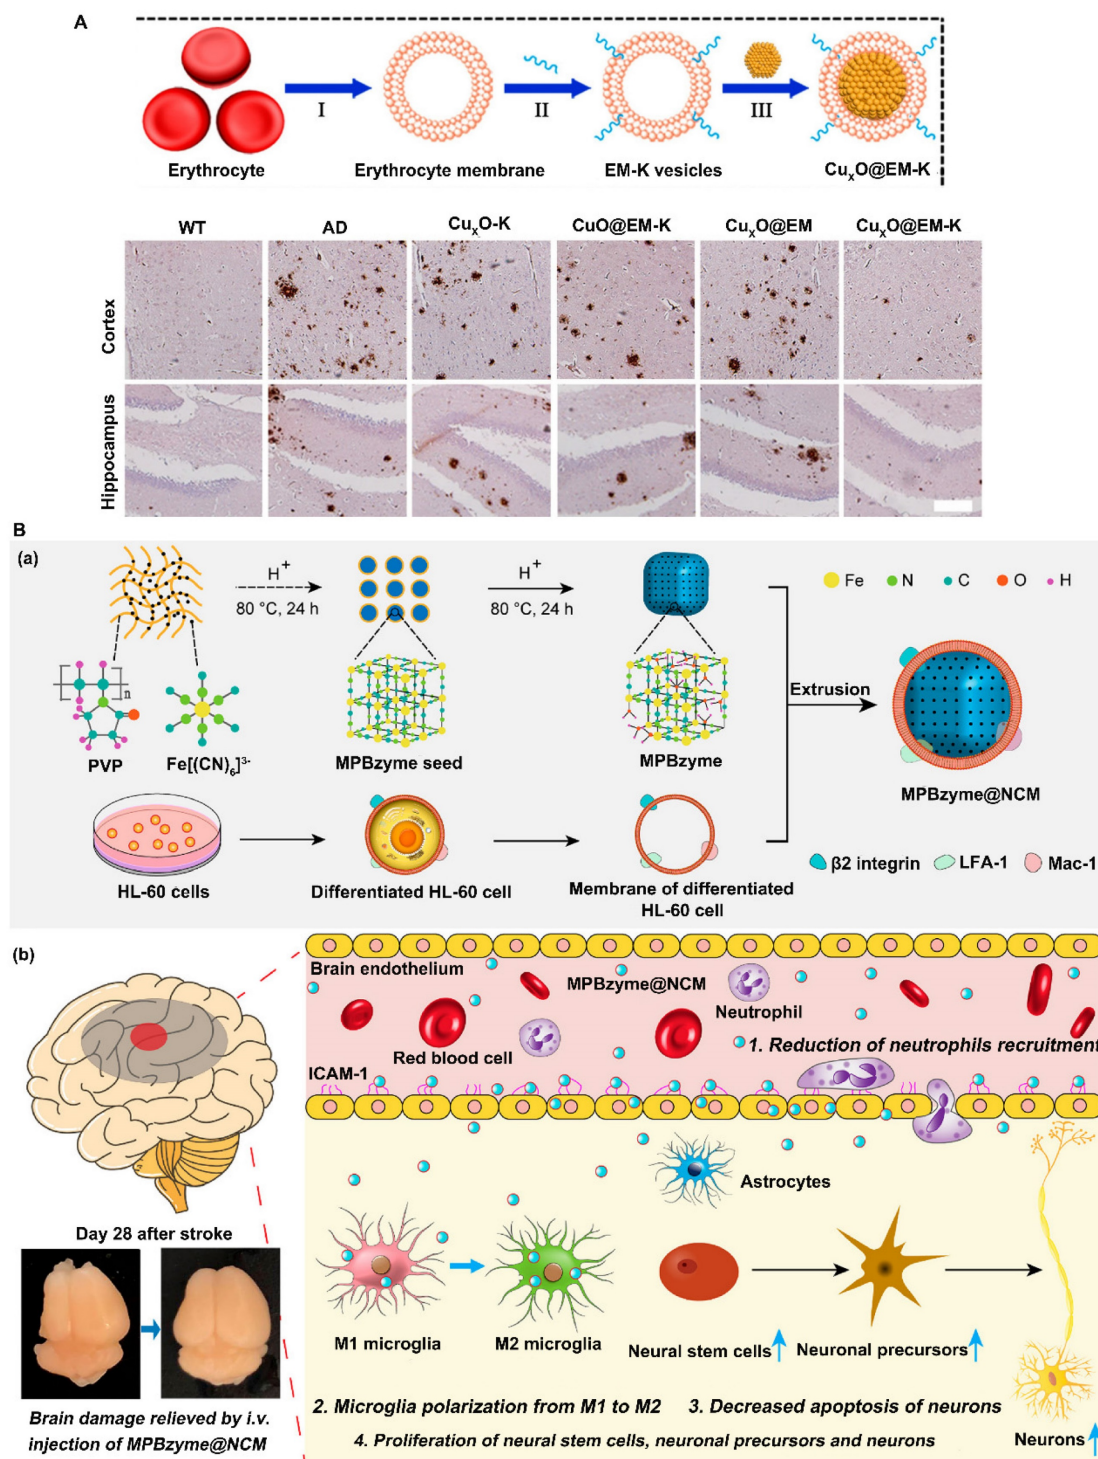 A
I
II
III
Erythrocyte
Erythrocyte membrane
EM-K vesicles
CuₓO@EM-K
WT
AD
CuₓO-K
CuO@EM-K
CuₓO@EM
CuₓO@EM-K
Cortex
Hippocampus
B
(a)
H⁺
80 °C, 24 h
H⁺
80 °C, 24 h
Fe
N
C
O
H
n
PVP
Fe[(CN)₆]³⁻
MPBzyme seed
MPBzyme
Extrusion
MPBzyme@NCM
HL-60 cells
Differentiated HL-60 cell
Membrane of differentiated
HL-60 cell
β2 integrin
LFA-1
Mac-1
(b)
Brain endothelium
MPBzyme@NCM
Neutrophil
Red blood cell
1. Reduction of neutrophils recruitment
ICAM-1
Astrocytes
Day 28 after stroke
M1 microglia
M2 microglia
Neural stem cells
Neuronal precursors
Brain damage relieved by i.v.
injection of MPBzyme@NCM
2. Microglia polarization from M1 to M2
3. Decreased apoptosis of neurons
4. Proliferation of neural stem cells, neuronal precursors and neurons
Neurons